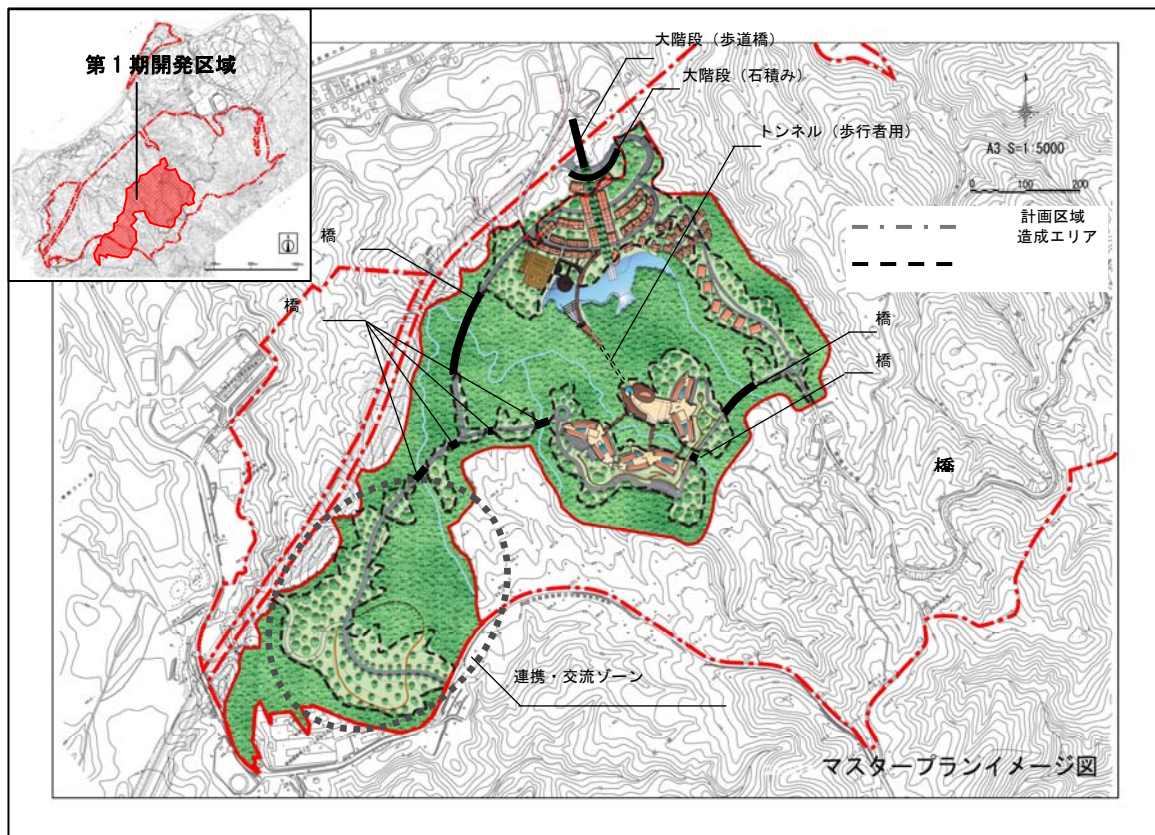 第1期開発区域
大階段（歩道橋）
大階段（石積み）
トンネル（歩行者用）
A3 S=1:5000
0 100 200
計画区域
造成エリア
橋
橋
橋
橋
橋
連携・交流ゾーン
マスタープランイメージ図